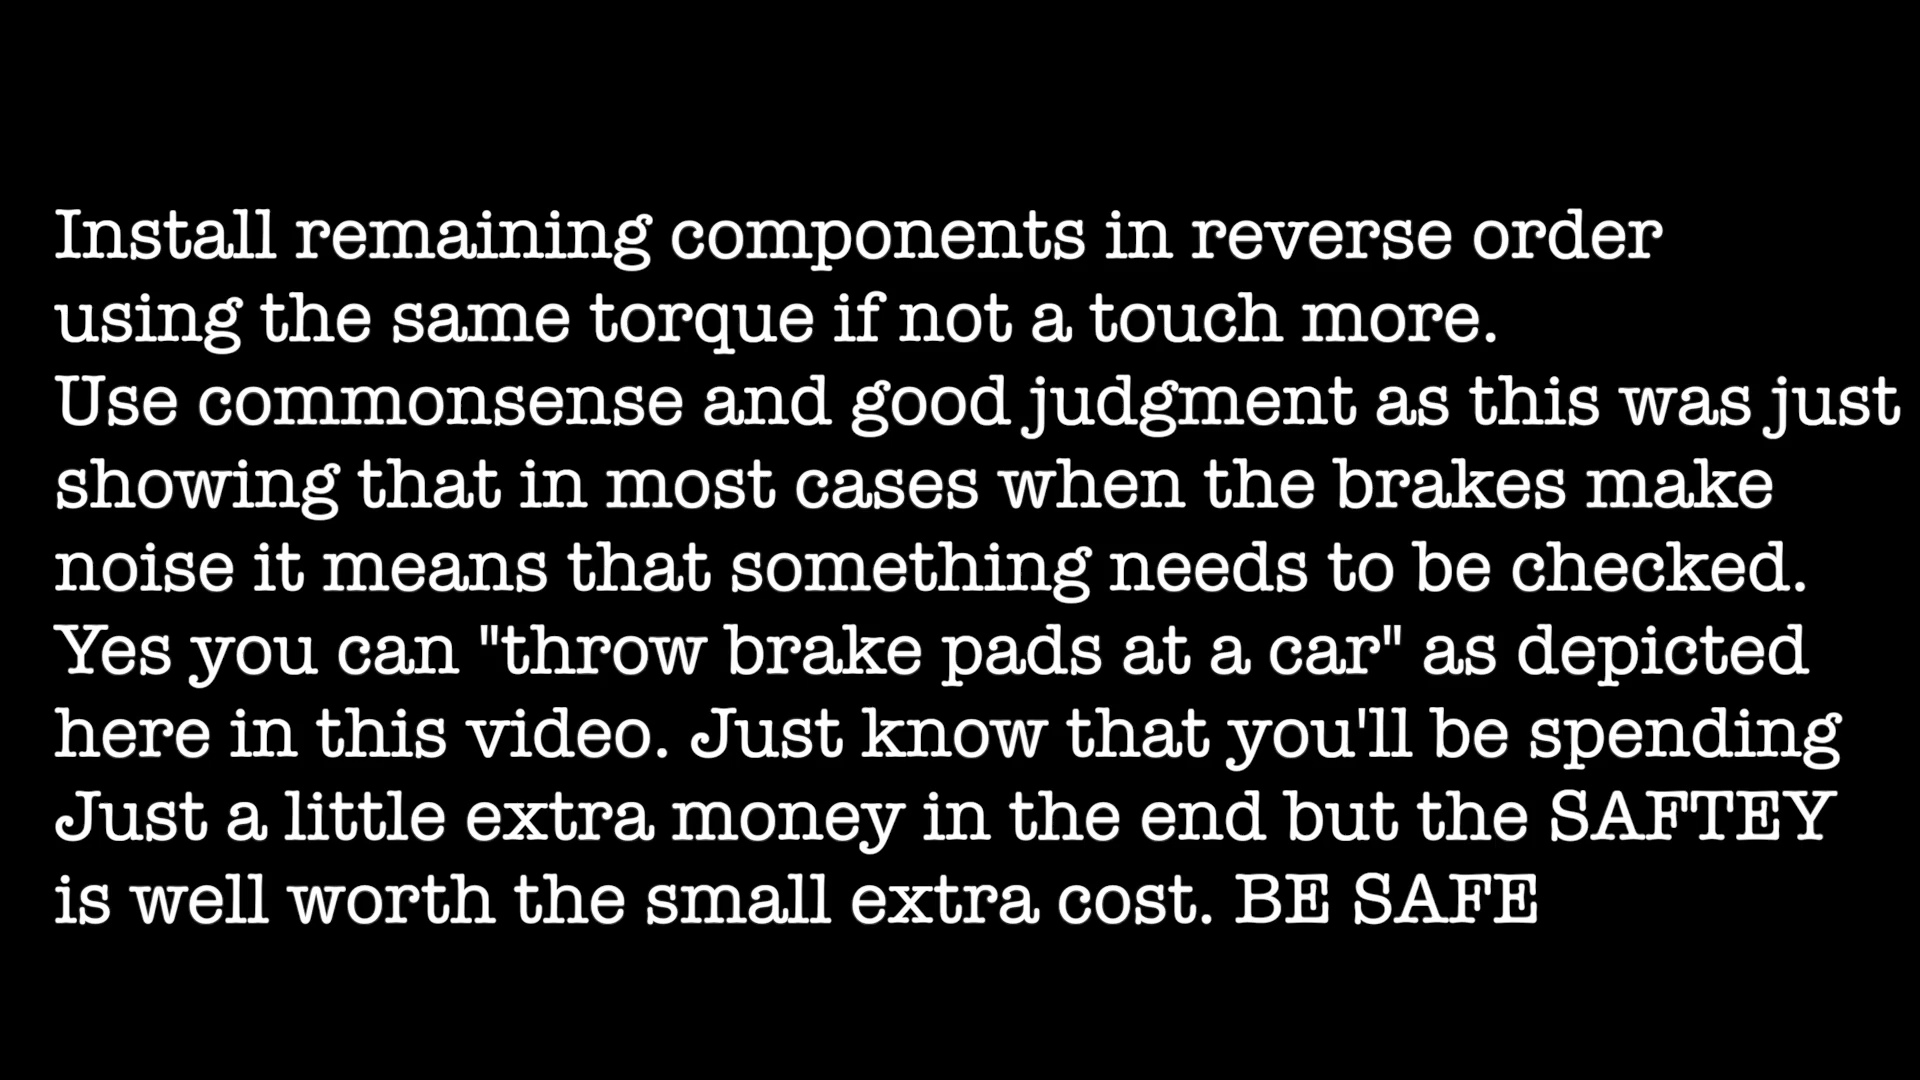 Install remaining components in reverse order
using the same torque if not a touch more.
Use commonsense and good judgment as this was just
showing that in most cases when the brakes make
noise it means that something needs to be checked.
Yes you can "throw brake pads at a car" as depicted
here in this video. Just know that you'll be spending
Just a little extra money in the end but the SAFTEY
is well worth the small extra cost. BE SAFE